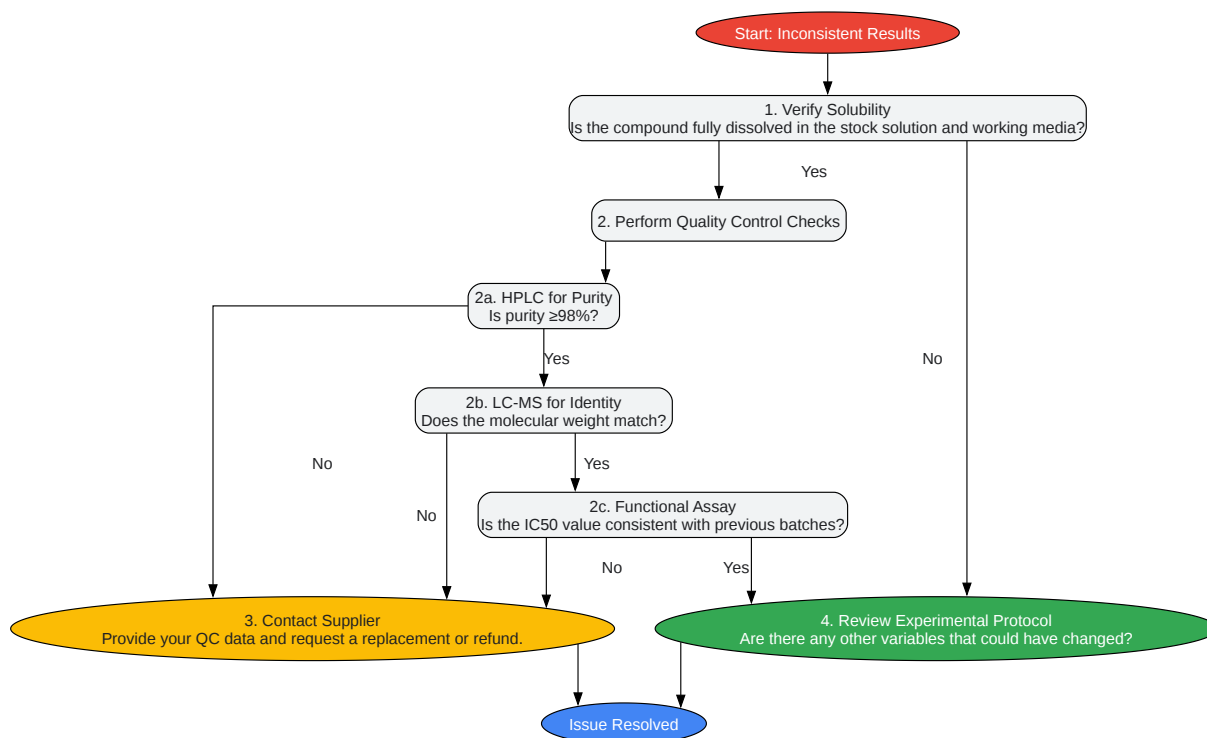 Start: Inconsistent Results
1. Verify Solubility
Is the compound fully dissolved in the stock solution and working media?
Yes
2. Perform Quality Control Checks
2a. HPLC for Purity
Is purity ≥98%?
Yes
No
2b. LC-MS for Identity
Does the molecular weight match?
No
Yes
2c. Functional Assay
Is the IC50 value consistent with previous batches?
No
No
Yes
3. Contact Supplier
Provide your QC data and request a replacement or refund.
4. Review Experimental Protocol
Are there any other variables that could have changed?
Issue Resolved